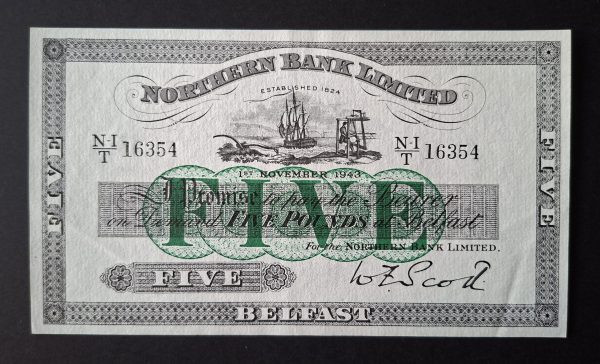 NORTHERN BANK LIMITED
ESTABLISHED 1824
N-I/T 16354
N-I/T 16354
1ST NOVEMBER 1943
FIVE
I Promise to pay the Bearer
on Demand FIVE POUNDS at Belfast
For the NORTHERN BANK LIMITED.
FIVE
W F Scott
BELFAST
FIVE
FIVE